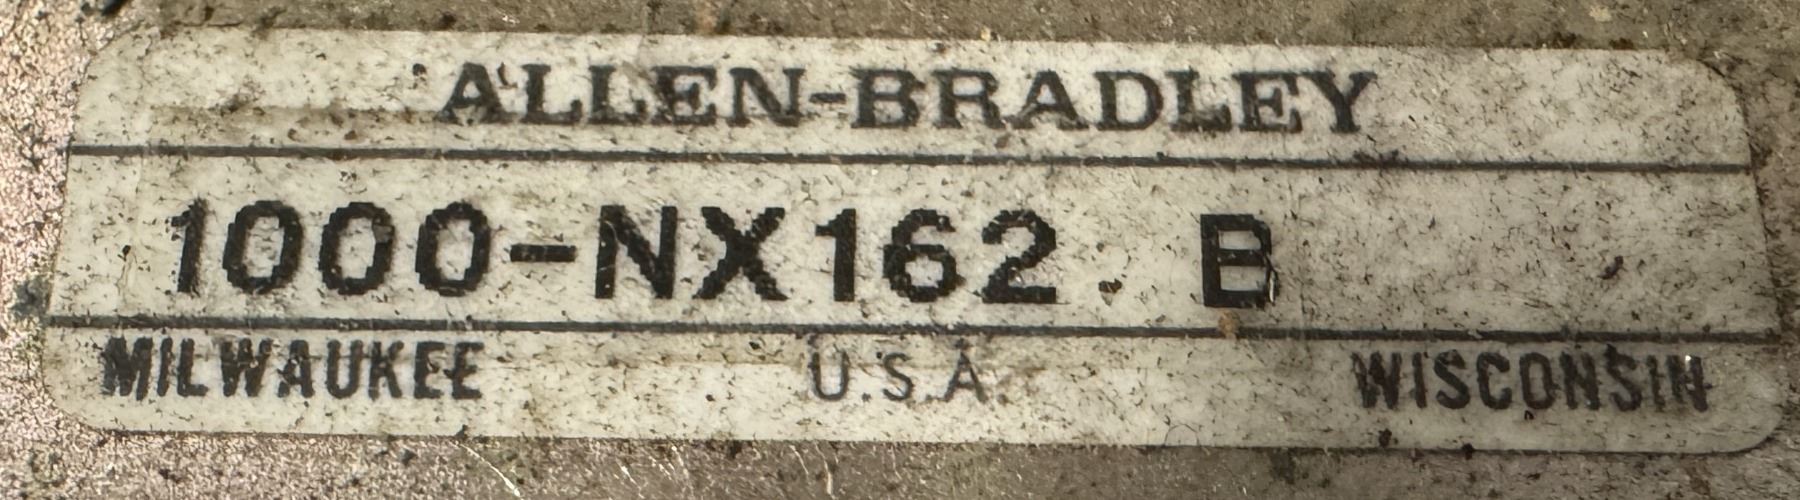 ALLEN-BRADLEY
1000-NX162 B
MILWAUKEE U.S.A. WISCONSIN